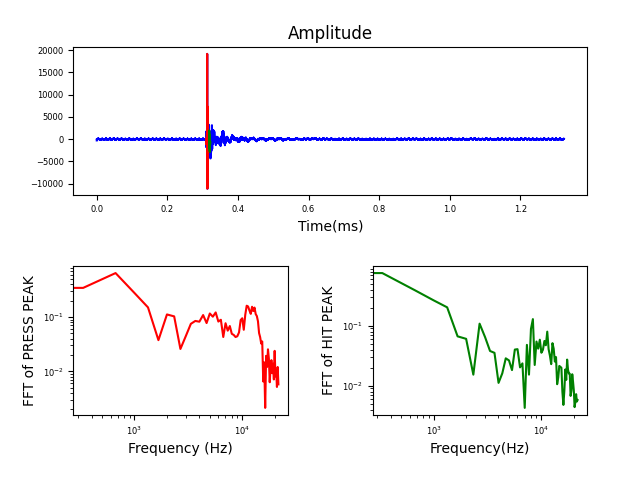 Amplitude
20000
15000
10000
5000
0
−5000
−10000
0.0 0.2 0.4 0.6 0.8 1.0 1.2
Time(ms)
FFT of PRESS PEAK
10⁻¹
10⁻²
10³ 10⁴
Frequency (Hz)
FFT of HIT PEAK
10⁻¹
10⁻²
10³ 10⁴
Frequency(Hz)